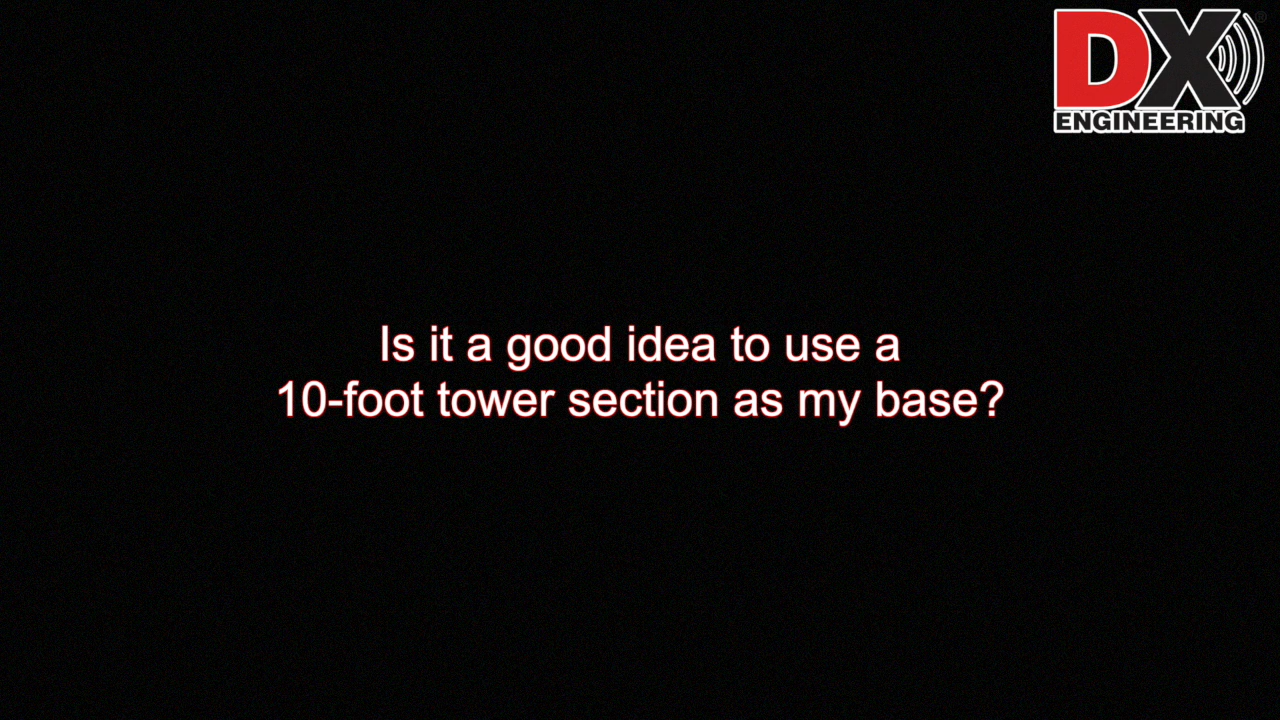 DX
ENGINEERING
Is it a good idea to use a
10-foot tower section as my base?